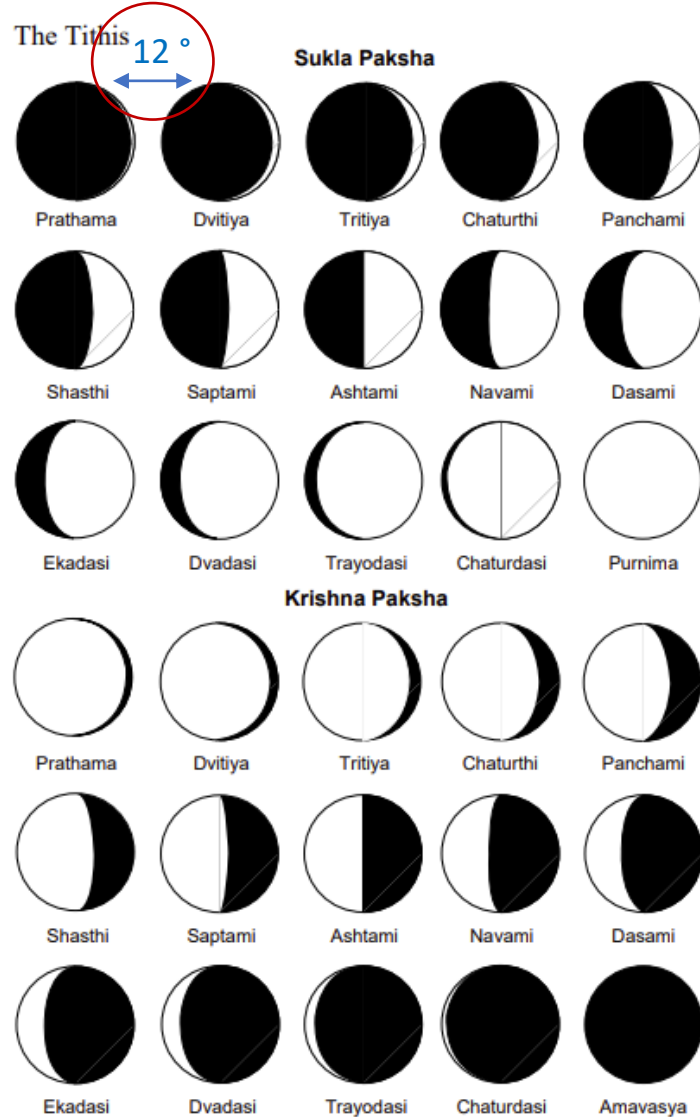 The Tithis
12 °
Sukla Paksha
Prathama Dvitiya Tritiya Chaturthi Panchami
Shasthi Saptami Ashtami Navami Dasami
Ekadasi Dvadasi Trayodasi Chaturdasi Purnima
Krishna Paksha
Prathama Dvitiya Tritiya Chaturthi Panchami
Shasthi Saptami Ashtami Navami Dasami
Ekadasi Dvadasi Trayodasi Chaturdasi Amavasya